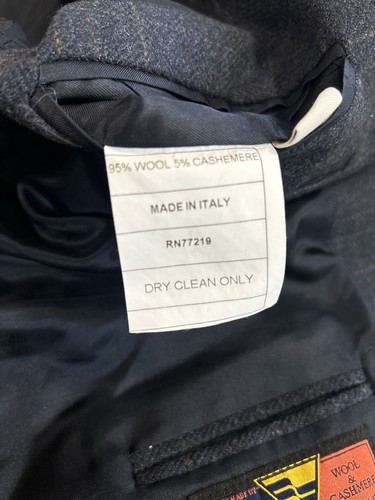 95% WOOL 5% CASHEMERE
MADE IN ITALY
RN77219
DRY CLEAN ONLY
WOOL
&
CASHMERE